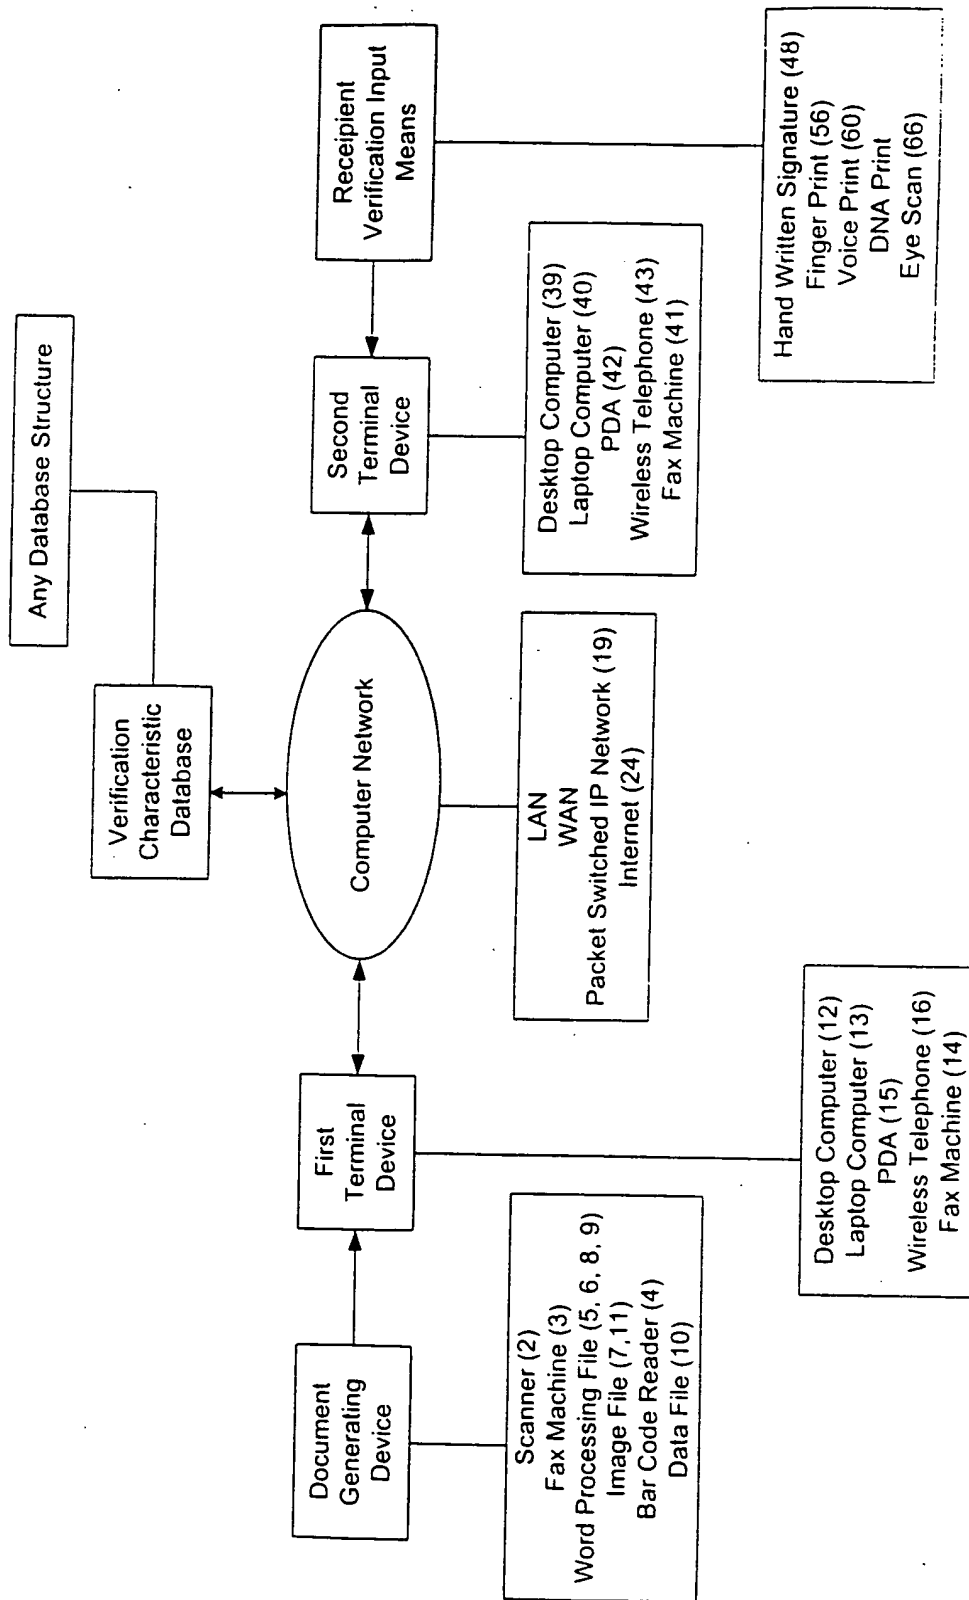 Any Database Structure
Verification
Characteristic
Database
Computer Network
LAN
WAN
Packet Switched IP Network (19)
Internet (24)
Document
Generating
Device
Scanner (2)
Fax Machine (3)
Word Processing File (5, 6, 8, 9)
Image File (7,11)
Bar Code Reader (4)
Data File (10)
First
Terminal
Device
Desktop Computer (12)
Laptop Computer (13)
PDA (15)
Wireless Telephone (16)
Fax Machine (14)
Second
Terminal
Device
Desktop Computer (39)
Laptop Computer (40)
PDA (42)
Wireless Telephone (43)
Fax Machine (41)
Receipient
Verification Input
Means
Hand Written Signature (48)
Finger Print (56)
Voice Print (60)
DNA Print
Eye Scan (66)